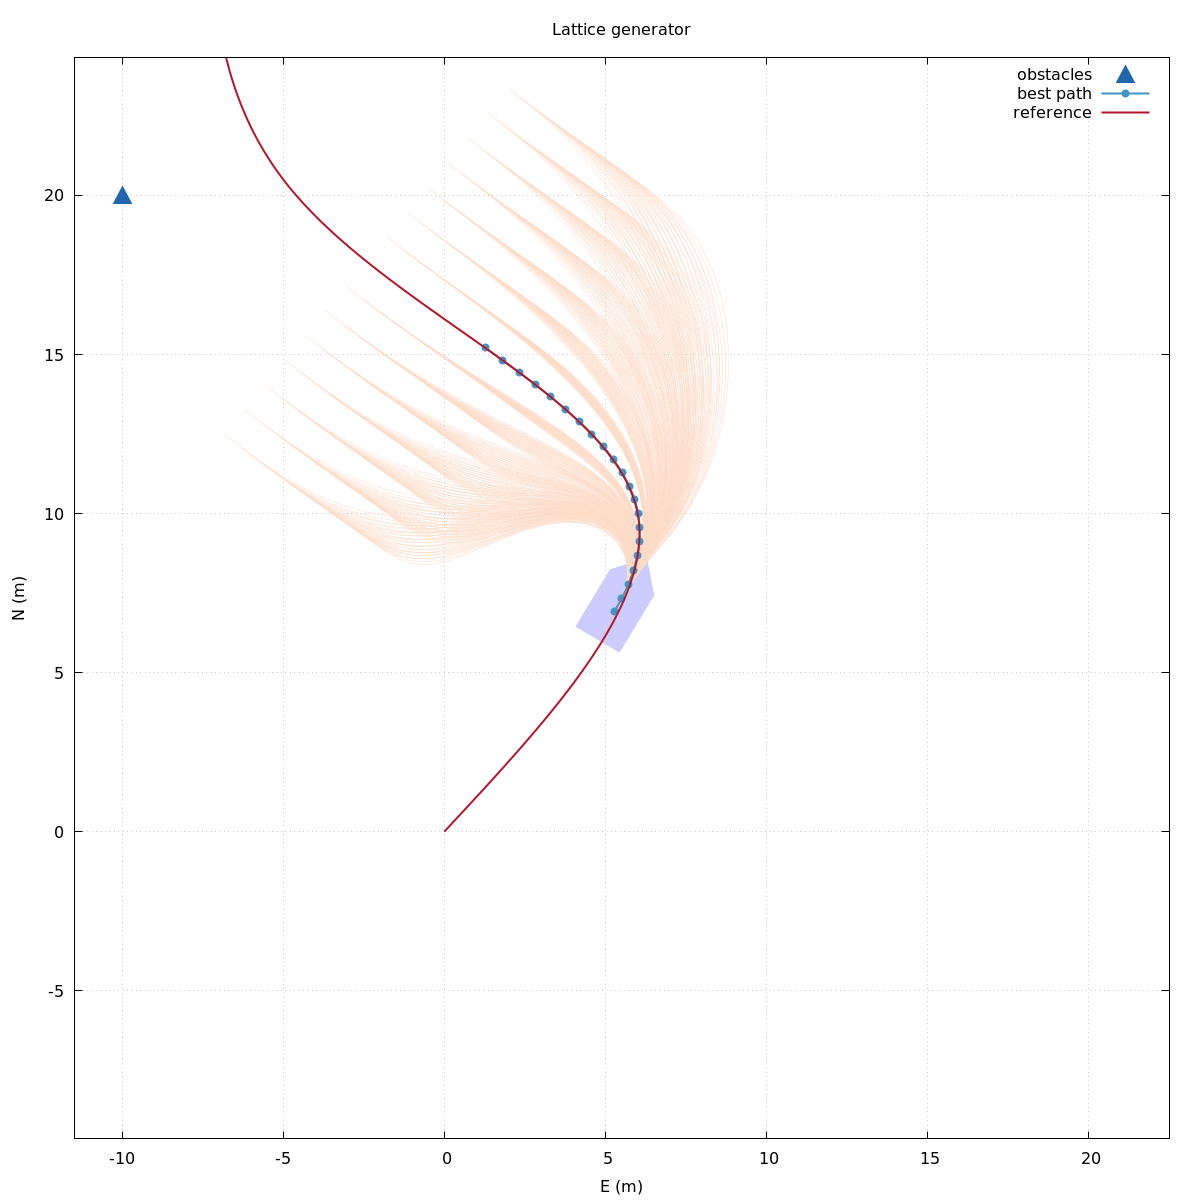 Lattice generator
obstacles
best path
reference
20
15
10
5
0
-5
N (m)
-10 -5 0 5 10 15 20
E (m)